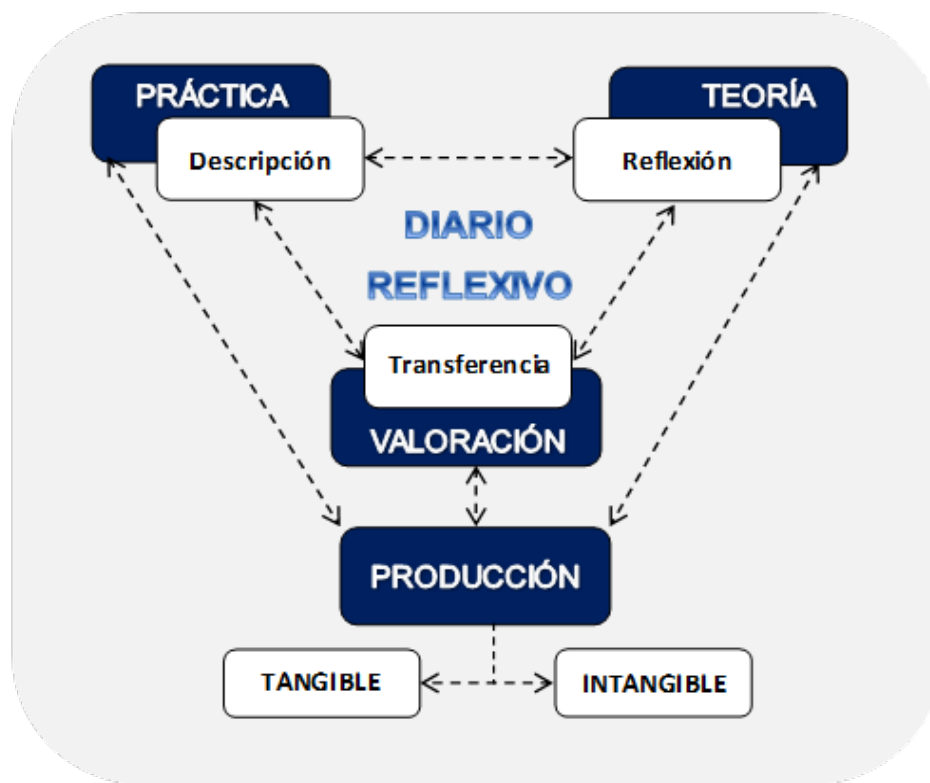 PRÁCTICA
TEORÍA
Descripción
Reflexión
DIARIO
REFLEXIVO
Transferencia
VALORACIÓN
PRODUCCIÓN
TANGIBLE
INTANGIBLE